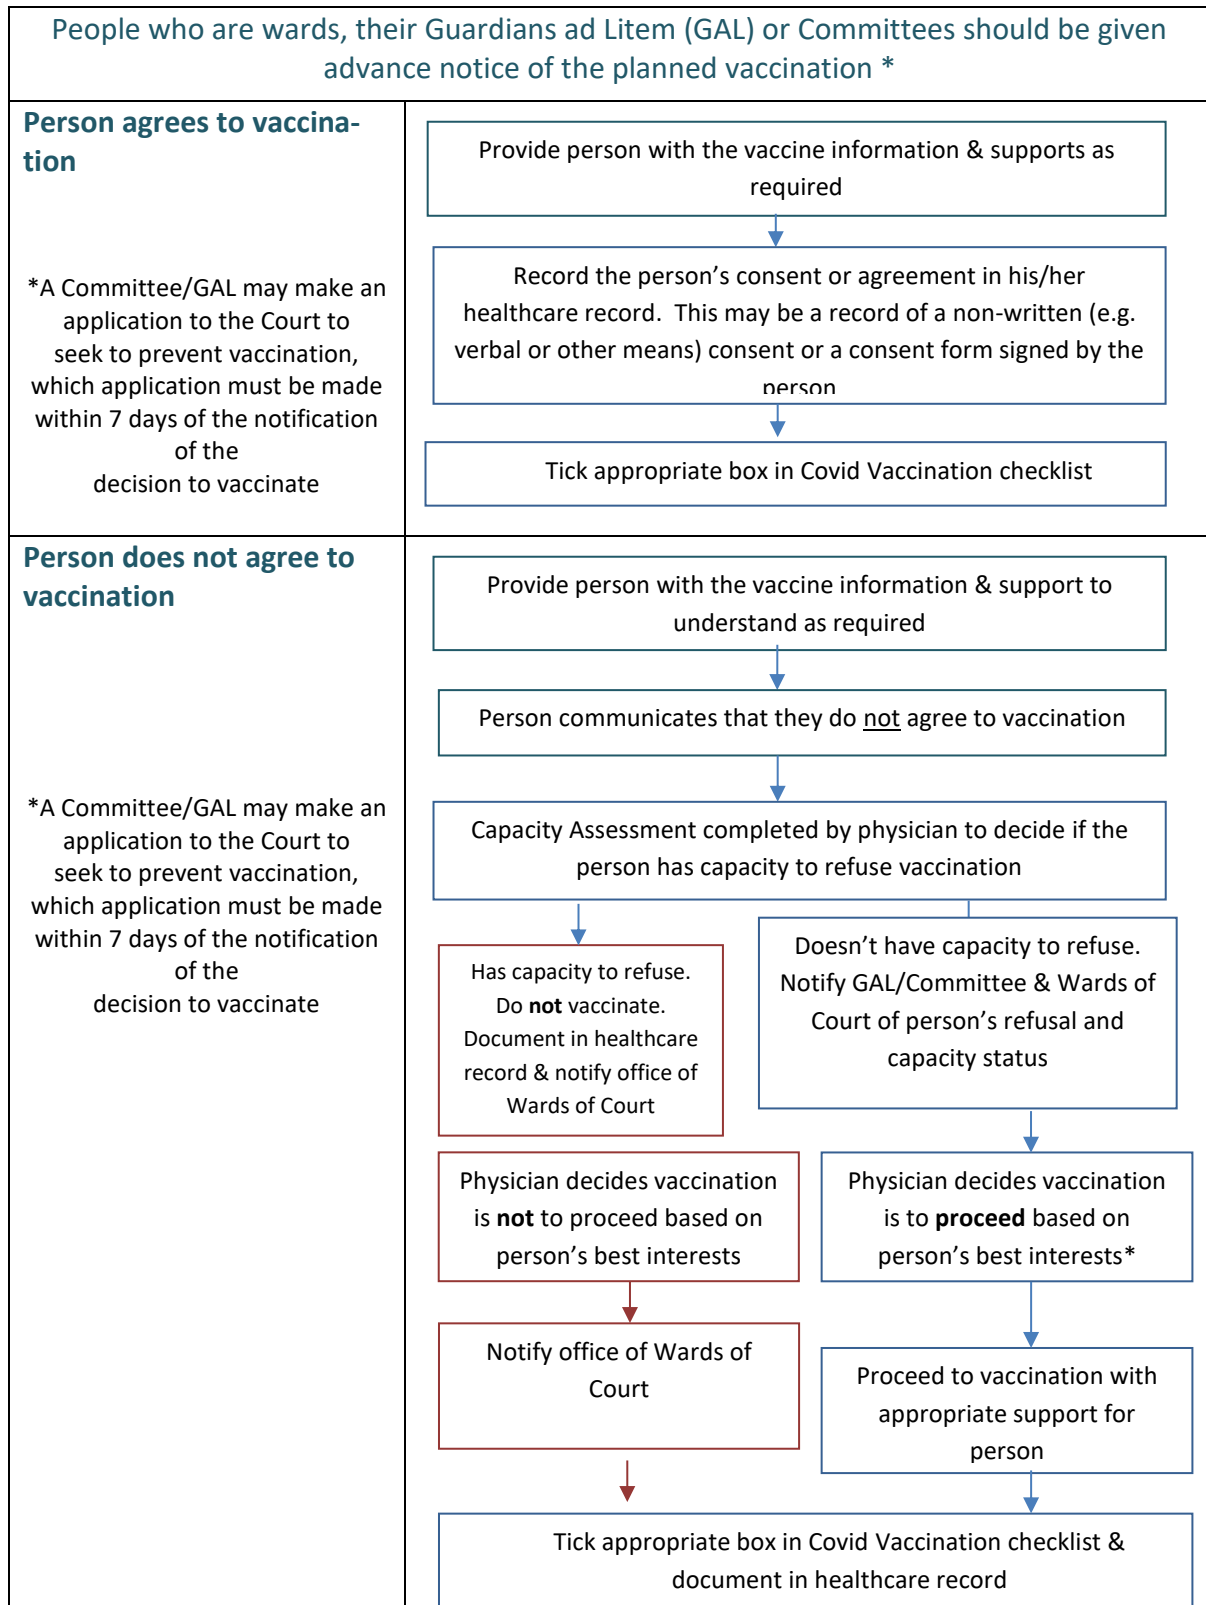 People who are wards, their Guardians ad Litem (GAL) or Committees should be given
advance notice of the planned vaccination *
Person agrees to vaccina-
tion
*A Committee/GAL may make an
application to the Court to
seek to prevent vaccination,
which application must be made
within 7 days of the notification
of the
decision to vaccinate
Provide person with the vaccine information & supports as
required
Record the person’s consent or agreement in his/her
healthcare record.  This may be a record of a non-written (e.g.
verbal or other means) consent or a consent form signed by the
person
Tick appropriate box in Covid Vaccination checklist
Person does not agree to
vaccination
*A Committee/GAL may make an
application to the Court to
seek to prevent vaccination,
which application must be made
within 7 days of the notification
of the
decision to vaccinate
Provide person with the vaccine information & support to
understand as required
Person communicates that they do not agree to vaccination
Capacity Assessment completed by physician to decide if the
person has capacity to refuse vaccination
Has capacity to refuse.
Do not vaccinate.
Document in healthcare
record & notify office of
Wards of Court
Doesn’t have capacity to refuse.
Notify GAL/Committee & Wards of
Court of person’s refusal and
capacity status
Physician decides vaccination
is not to proceed based on
person’s best interests
Physician decides vaccination
is to proceed based on
person’s best interests*
Notify office of Wards of
Court
Proceed to vaccination with
appropriate support for
person
Tick appropriate box in Covid Vaccination checklist &
document in healthcare record